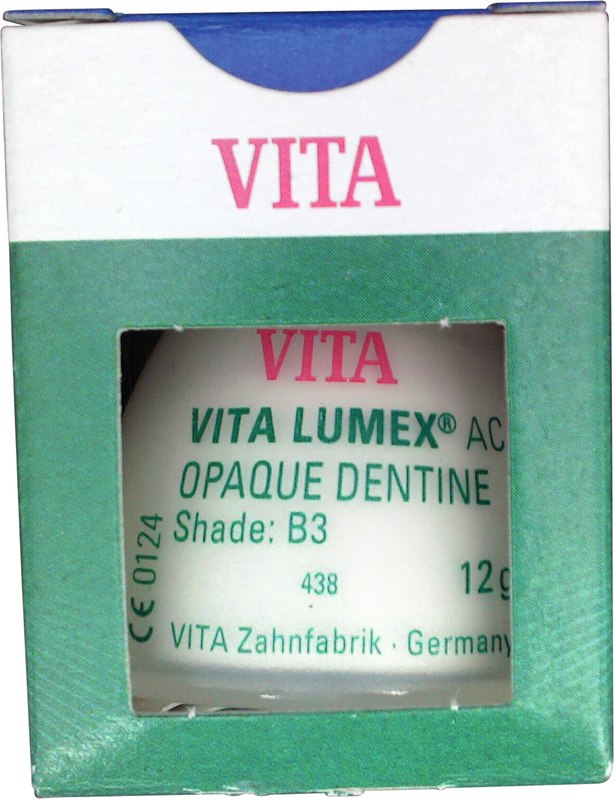 VITA
VITA
VITA LUMEX® AC
OPAQUE DENTINE
Shade: B3
438
12g
VITA Zahnfabrik · Germany
CE 0124